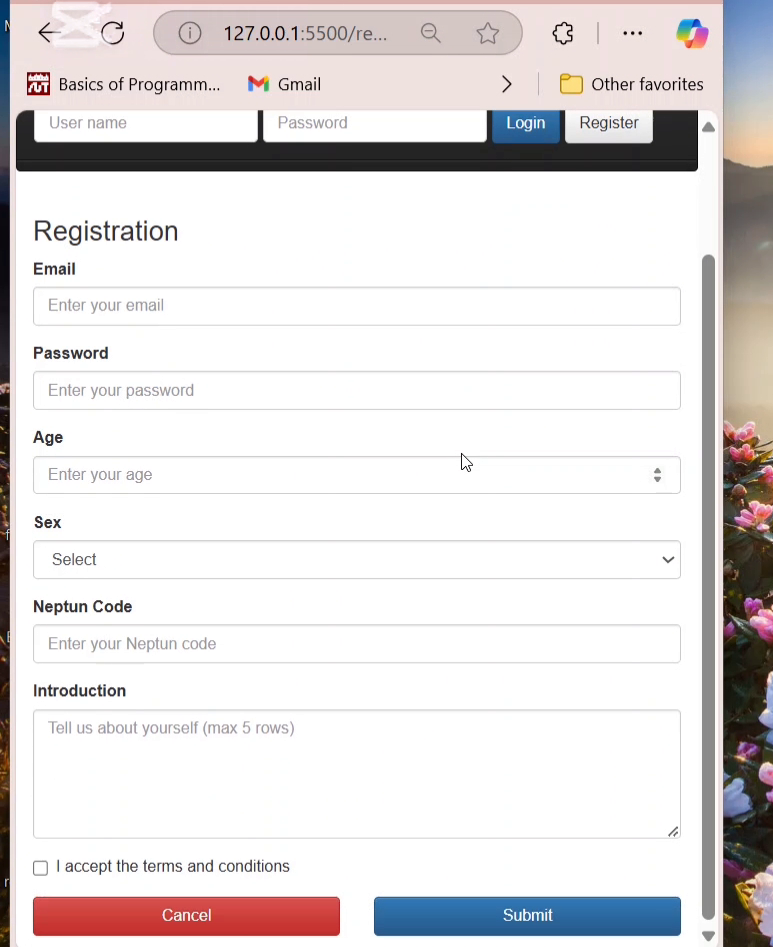 127.0.0.1:5500/re...
Basics of Programm...
Gmail
Other favorites
User name
Password
Login
Register
Registration
Email
Enter your email
Password
Enter your password
Age
Enter your age
Sex
Select
Neptun Code
Enter your Neptun code
Introduction
Tell us about yourself (max 5 rows)
I accept the terms and conditions
Cancel
Submit